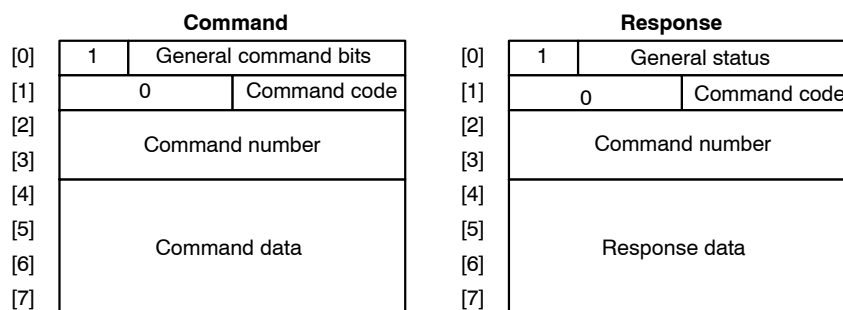 Command
[0] 1 General command bits
[1] 0 Command code
[2]
Command number
[3]
[4]
[5]
Command data
[6]
[7]
Response
[0] 1 General status
[1] 0 Command code
[2]
Command number
[3]
[4]
[5]
Response data
[6]
[7]